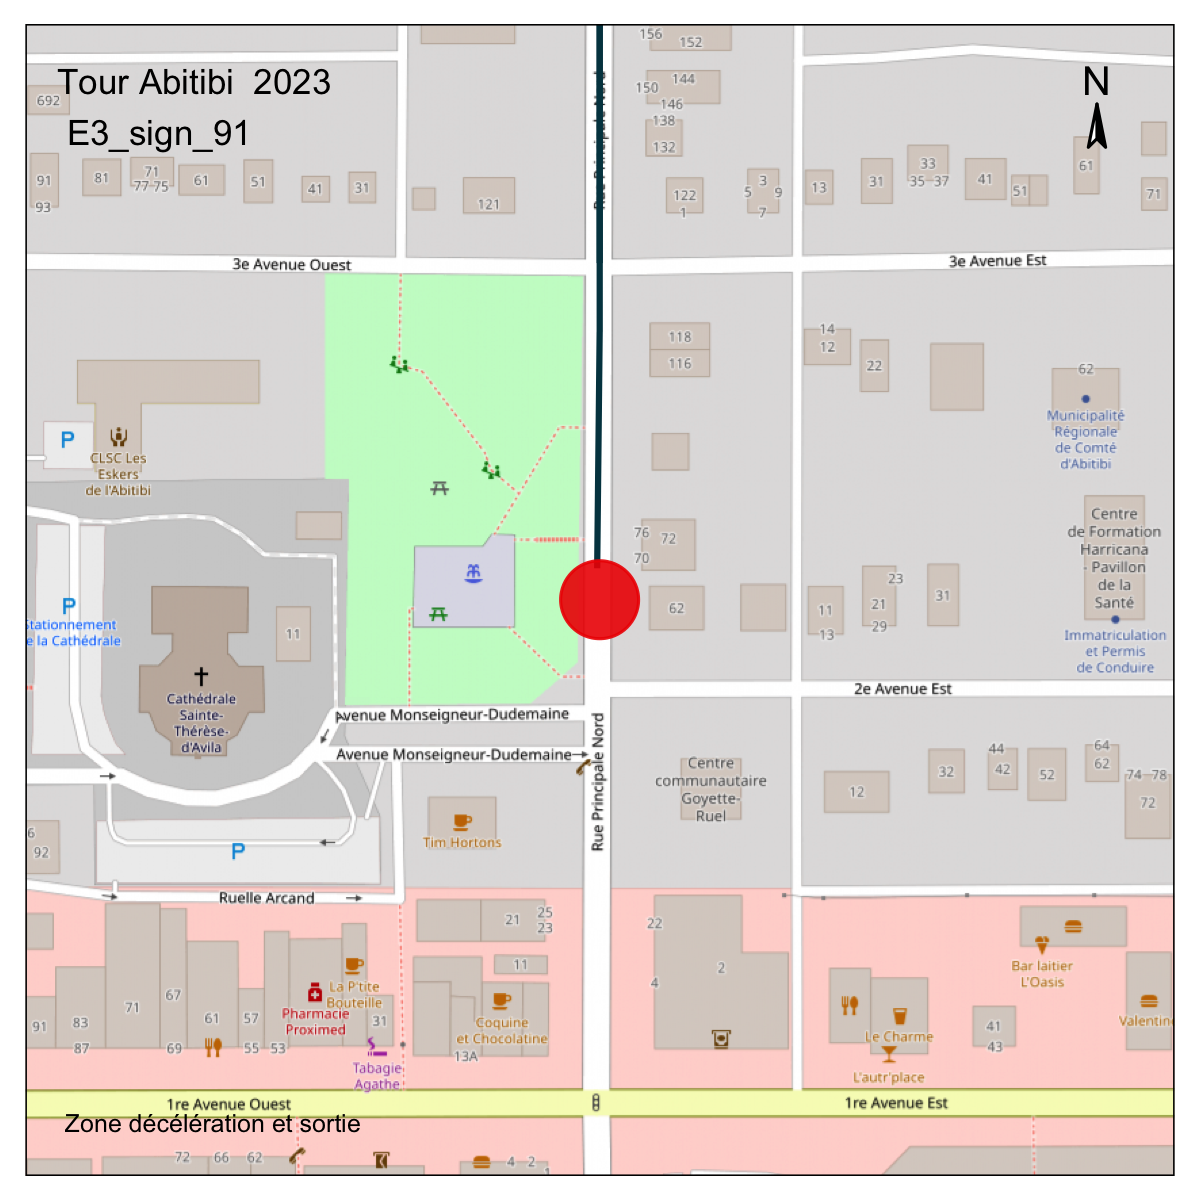 Tour Abitibi 2023
E3_sign_91
N
156
152
144
150
146
138
132
692
Rue Principale Nord
91
93
81
71
77 75
61
51
41
31
121
122
1
3
5
9
7
13
31
33
35 37
41
51
61
71
3e Avenue Ouest
3e Avenue Est
118
116
14
12
22
62
Municipalité
Régionale
de Comté
d'Abitibi
P
CLSC Les
Eskers
de l'Abitibi
76
72
70
62
Centre
de Formation
Harricana
- Pavillon
de la
Santé
23
21
29
11
13
31
Immatriculation
et Permis
de Conduire
P
Stationnement
de la Cathédrale
11
Cathédrale
Sainte-
Thérèse-
d'Avila
2e Avenue Est
Avenue Monseigneur-Dudemaine
Avenue Monseigneur-Dudemaine
Rue Principale Nord
Centre
communautaire
Goyette-
Ruel
12
32
44
42
52
64
62
74 78
72
6
92
P
Tim Hortons
Ruelle Arcand
21
25
23
11
22
4
2
91
83
87
71
67
69
61
57
55
53
31
La P'tite
Bouteille
Pharmacie
Proximed
Tabagie
Agathe
Coquine
et Chocolatine
13A
Bar laitier
L'Oasis
Le Charme
L'autr'place
41
43
Valentine
1re Avenue Ouest
1re Avenue Est
Zone décélération et sortie
72
66
62
4
2
1